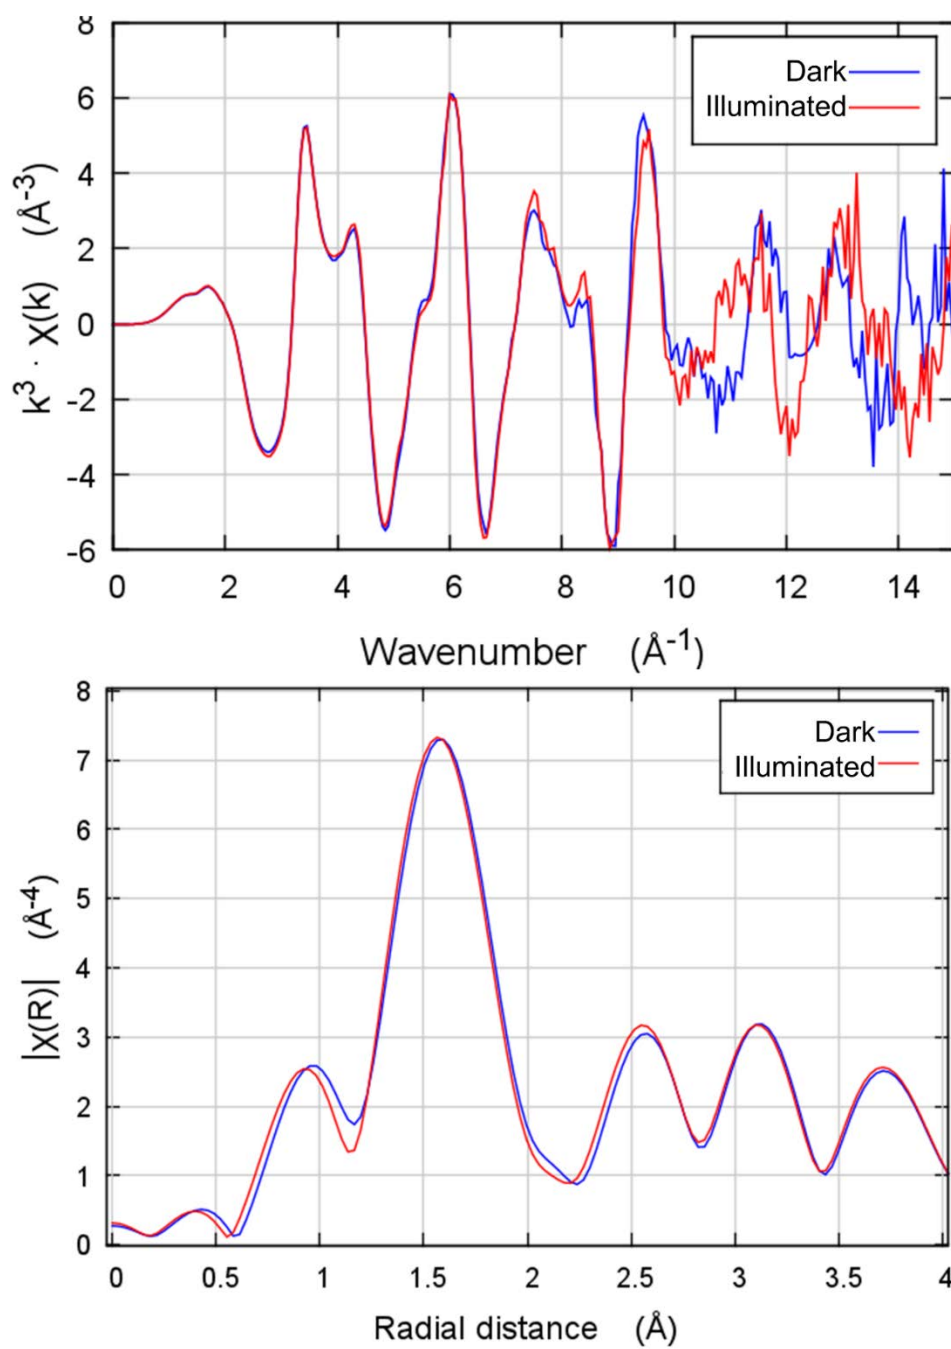 8
6
4
2
0
-2
-4
-6
k³ · χ(k) (Å⁻³)
Dark
Illuminated
0 2 4 6 8 10 12 14
Wavenumber (Å⁻¹)
8
7
6
5
4
3
2
1
0
|χ(R)| (Å⁻⁴)
Dark
Illuminated
0 0.5 1 1.5 2 2.5 3 3.5 4
Radial distance (Å)